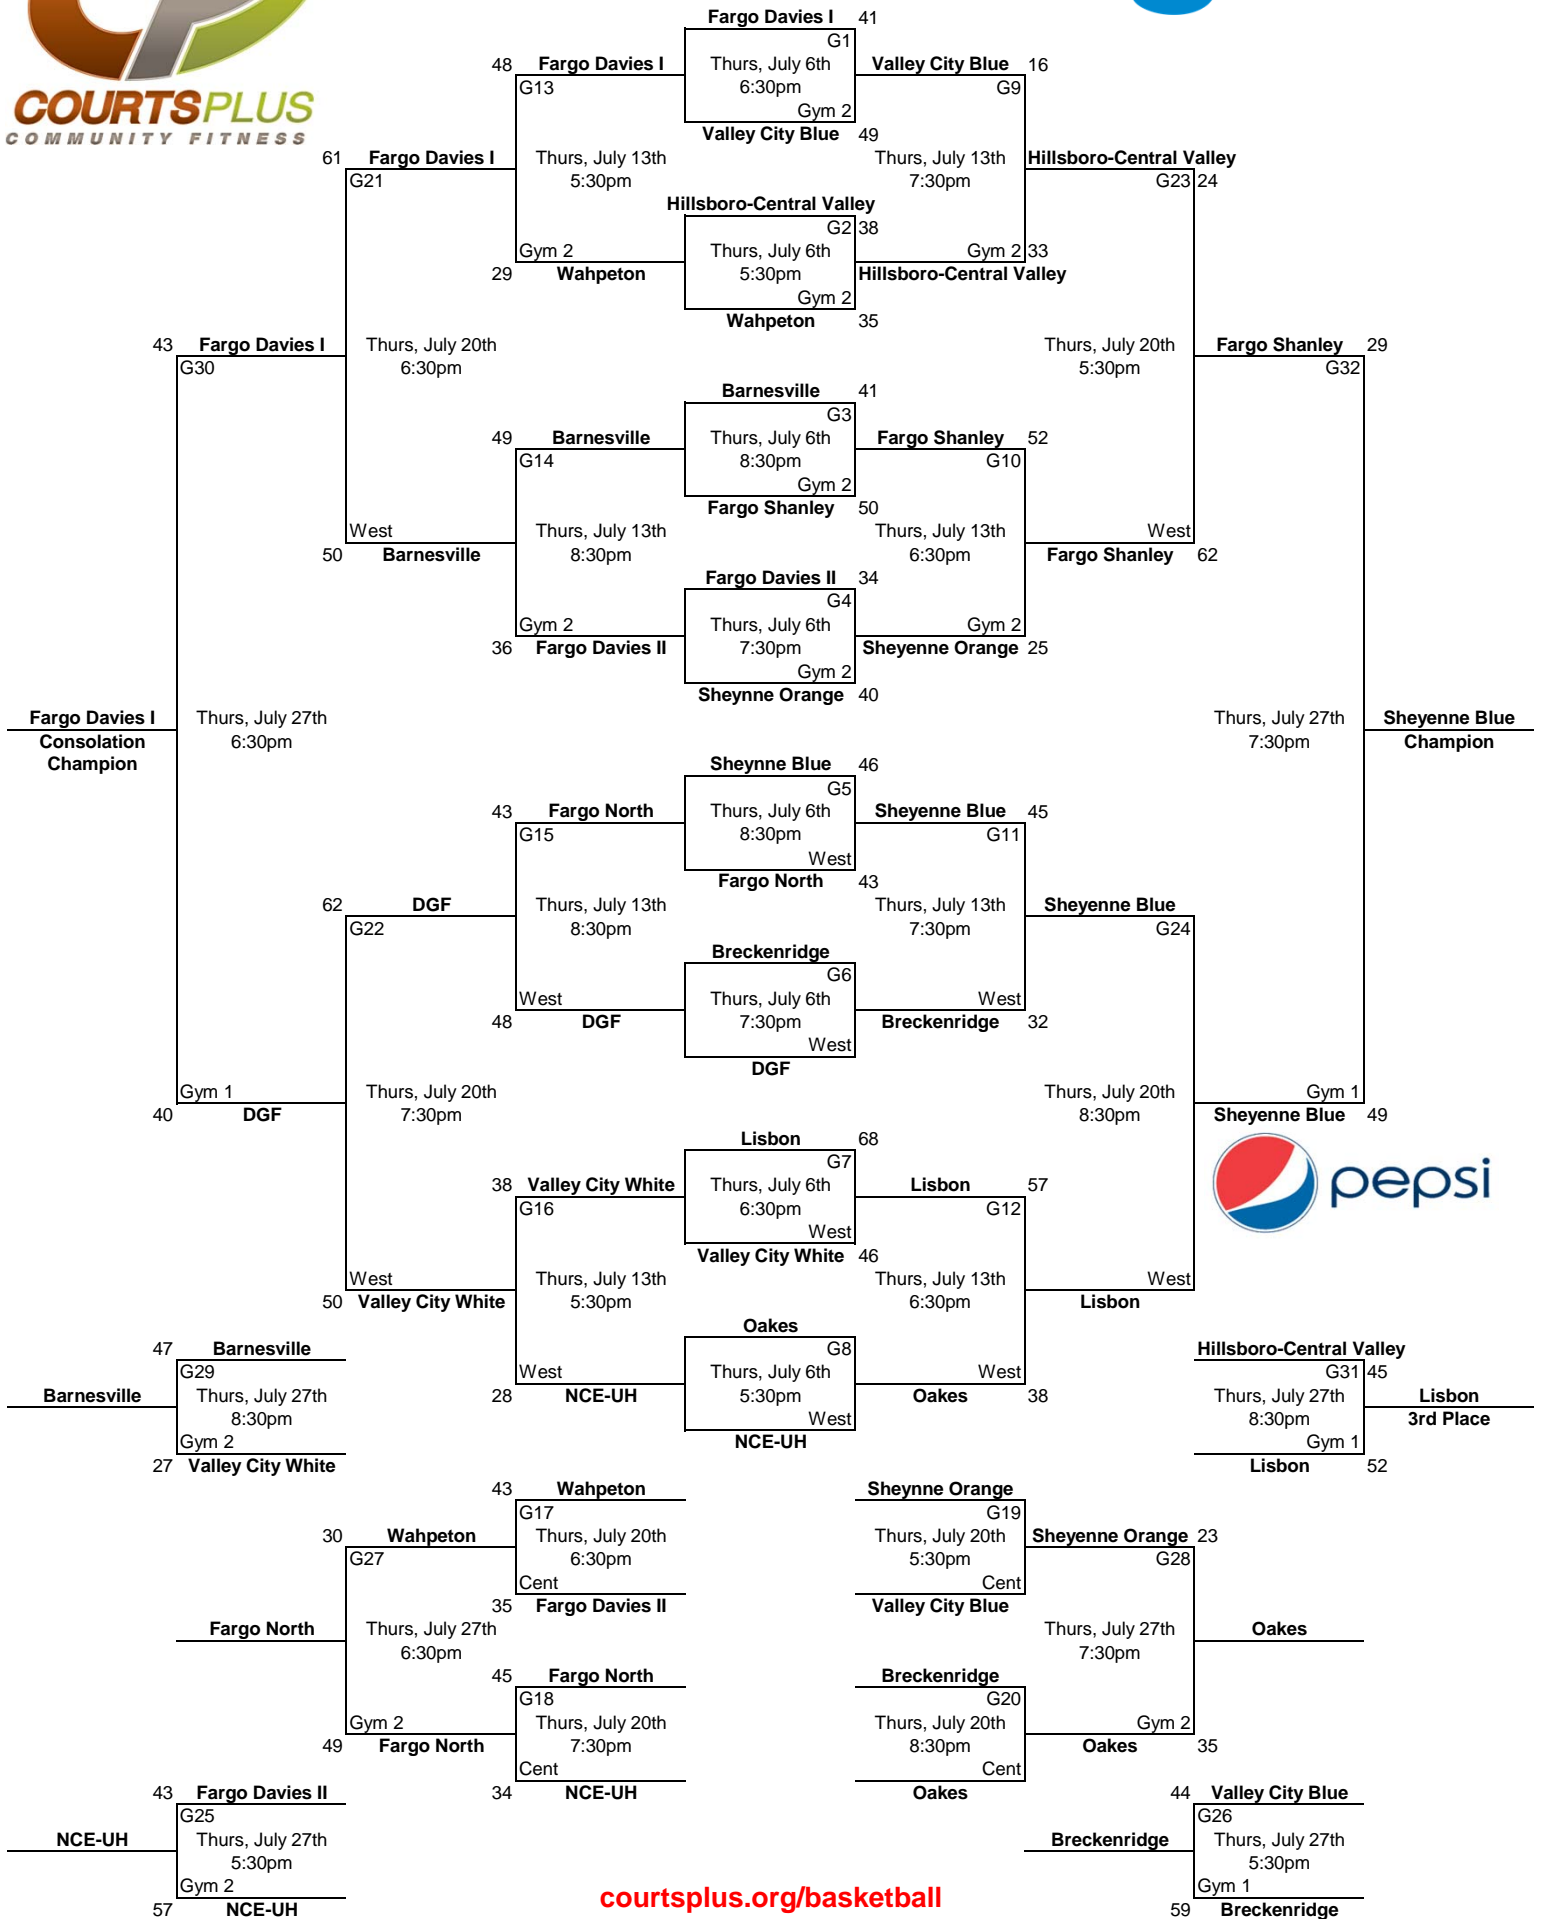 Fargo Davies I 41
G1
48 Fargo Davies I Thurs, July 6th Valley City Blue 16
G13 6:30pm G9
Gym 2
COURTSPLUS
COMMUNITY FITNESS
Valley City Blue 49
61 Fargo Davies I Thurs, July 13th Thurs, July 13th Hillsboro-Central Valley
G21 5:30pm 7:30pm G23 24
Hillsboro-Central Valley
G2 38
Gym 2 Thurs, July 6th Gym 2 33
29 Wahpeton 5:30pm Hillsboro-Central Valley
Gym 2
Wahpeton 35
43 Fargo Davies I Thurs, July 20th Thurs, July 20th Fargo Shanley 29
G30 6:30pm 5:30pm G32
Barnesville 41
G3
49 Barnesville Thurs, July 6th Fargo Shanley 52
G14 8:30pm G10
Gym 2
Fargo Shanley 50
West Thurs, July 13th Thurs, July 13th West
50 Barnesville 8:30pm 6:30pm Fargo Shanley 62
Fargo Davies II 34
G4
Gym 2 Thurs, July 6th Gym 2
36 Fargo Davies II 7:30pm Sheyenne Orange 25
Gym 2
Sheynne Orange 40
Fargo Davies I Thurs, July 27th Thurs, July 27th Sheyenne Blue
Consolation 6:30pm 7:30pm Champion
Champion
Sheynne Blue 46
G5
43 Fargo North Thurs, July 6th Sheyenne Blue 45
G15 8:30pm G11
West
Fargo North 43
62 DGF Thurs, July 13th Thurs, July 13th Sheyenne Blue
G22 8:30pm 7:30pm G24
Breckenridge
G6
West Thurs, July 6th West
48 DGF 7:30pm Breckenridge 32
West
DGF
Gym 1 Thurs, July 20th Thurs, July 20th Gym 1
40 DGF 7:30pm 8:30pm Sheyenne Blue 49
Lisbon 68
G7
38 Valley City White Thurs, July 6th Lisbon 57
pepsi
G16 6:30pm G12
West
Valley City White 46
West Thurs, July 13th Thurs, July 13th West
50 Valley City White 5:30pm 6:30pm Lisbon
Oakes
47 Barnesville G8 Hillsboro-Central Valley
G29 West Thurs, July 6th West G31 45
Barnesville Thurs, July 27th 28 NCE-UH 5:30pm Oakes 38 Thurs, July 27th Lisbon
8:30pm West 8:30pm 3rd Place
Gym 2 NCE-UH Gym 1
27 Valley City White Lisbon 52
43 Wahpeton Sheynne Orange
G17 G19
30 Wahpeton Thurs, July 20th Thurs, July 20th Sheyenne Orange 23
G27 6:30pm 5:30pm G28
Cent Cent
35 Fargo Davies II Valley City Blue
Fargo North Thurs, July 27th Thurs, July 27th Oakes
6:30pm 7:30pm
45 Fargo North Breckenridge
G18 G20
Gym 2 Thurs, July 20th Thurs, July 20th Gym 2
49 Fargo North 7:30pm 8:30pm Oakes 35
Cent Cent
43 Fargo Davies II 34 NCE-UH Oakes 44 Valley City Blue
G25 G26
NCE-UH Thurs, July 27th Breckenridge Thurs, July 27th
5:30pm 5:30pm
Gym 2 Gym 1
courtsplus.org/basketball
57 NCE-UH 59 Breckenridge